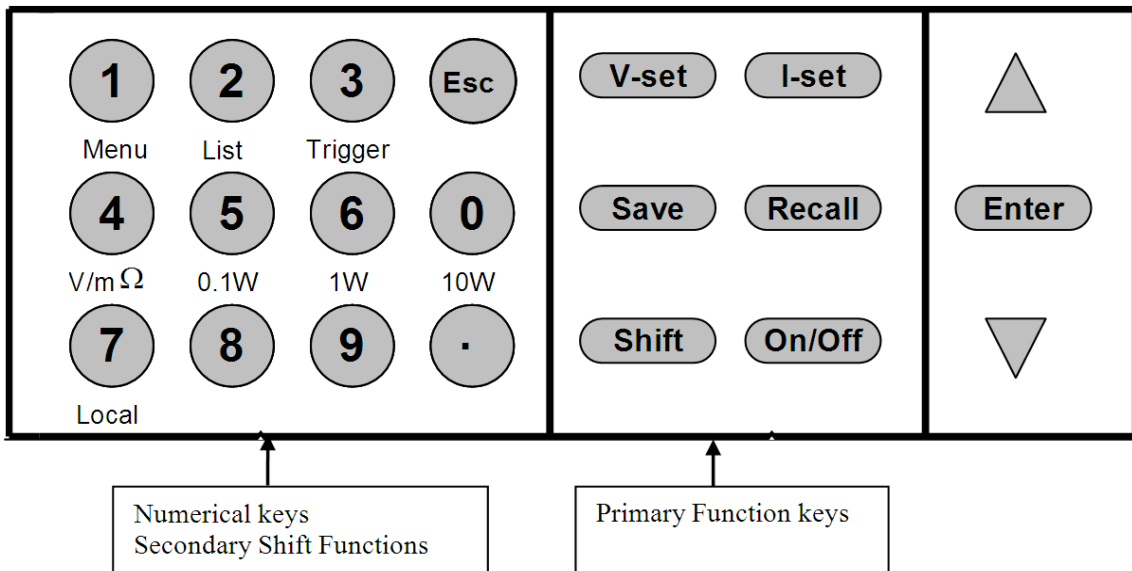 1 2 3 Esc V-set I-set
Menu List Trigger
4 5 6 0 Save Recall Enter
V/mΩ 0.1W 1W 10W
7 8 9 . Shift On/Off
Local
Numerical keys
Secondary Shift Functions
Primary Function keys